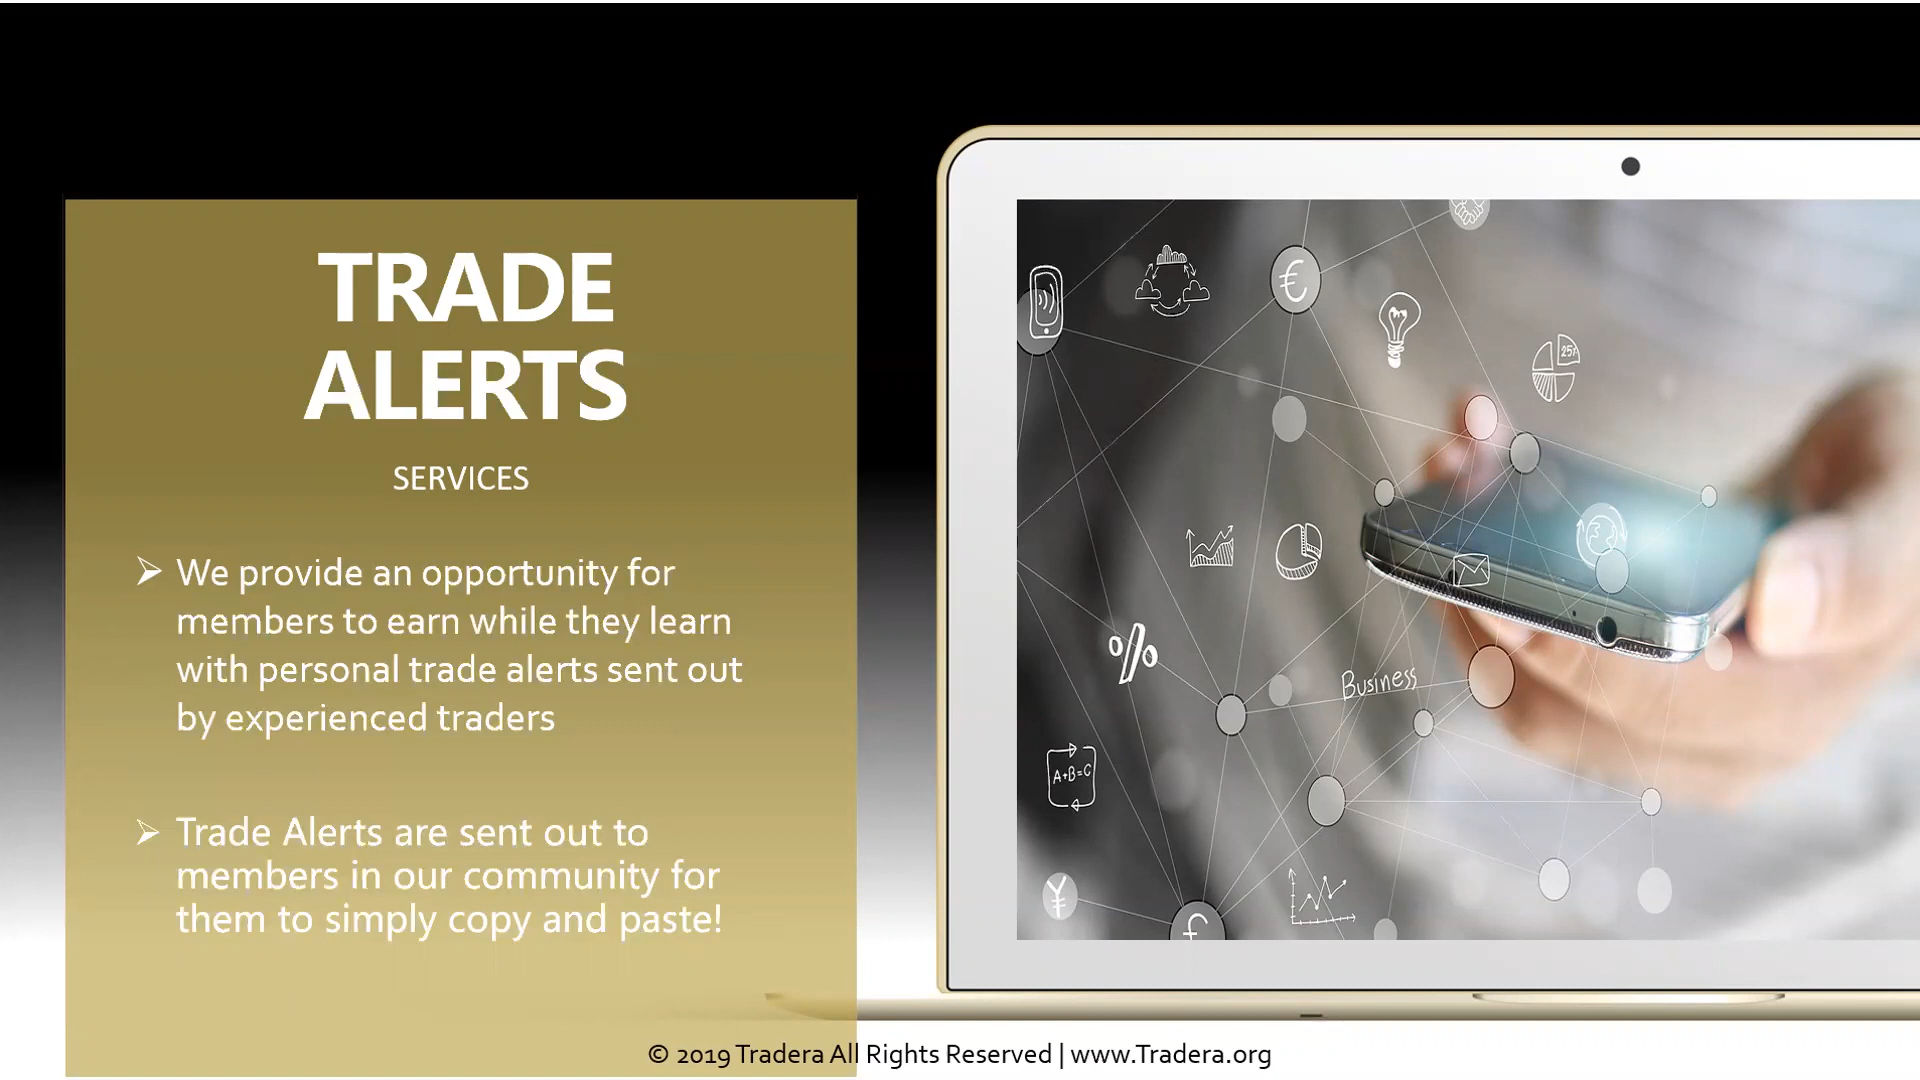 TRADE
ALERTS
SERVICES
➢ We provide an opportunity for
members to earn while they learn
with personal trade alerts sent out
by experienced traders
➢ Trade Alerts are sent out to
members in our community for
them to simply copy and paste!
€
25%
%
Business
A+B=C
¥
£
© 2019 Tradera All Rights Reserved | www.Tradera.org